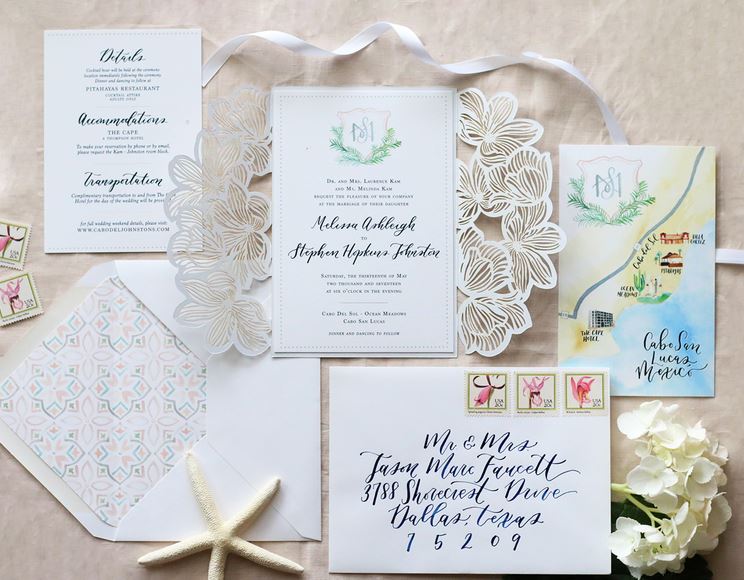 Details
Cocktail hour will be held at the ceremony
location immediately following the ceremony
Dinner and dancing to follow at
PITAHAYAS RESTAURANT
COCKTAIL ATTIRE
ADULTS ONLY
Accommodations
THE CAPE
A THOMPSON HOTEL
To make your reservation by phone or by email,
please request the Kam - Johnston room block.
Transportation
Complimentary transportation to and from The
Hotel for the day of the wedding will be provided
for full wedding weekend details, please visit:
WWW.CABODELJOHNSTONS.COM
Dr. and Mrs. Laurence Kam
and Ms. Melinda Kam
request the pleasure of your company
at the marriage of their daughter
Melissa Ashleigh
to
Stephen Hopkins Johnston
Saturday, the thirteenth of May
two thousand and seventeen
at six o'clock in the evening
Cabo Del Sol - Ocean Meadows
Cabo San Lucas
dinner and dancing to follow
Cabo del Sol
PITAHAYAS
OCEAN
MEADOWS
THE CAPE
HOTEL
Cabo San
Lucas,
Mexico
USA
20c
USA
20c
USA
20c
Mr. & Mrs.
Jason Marc Faucett
3788 Shorecrest Drive
Dallas, Texas
75209